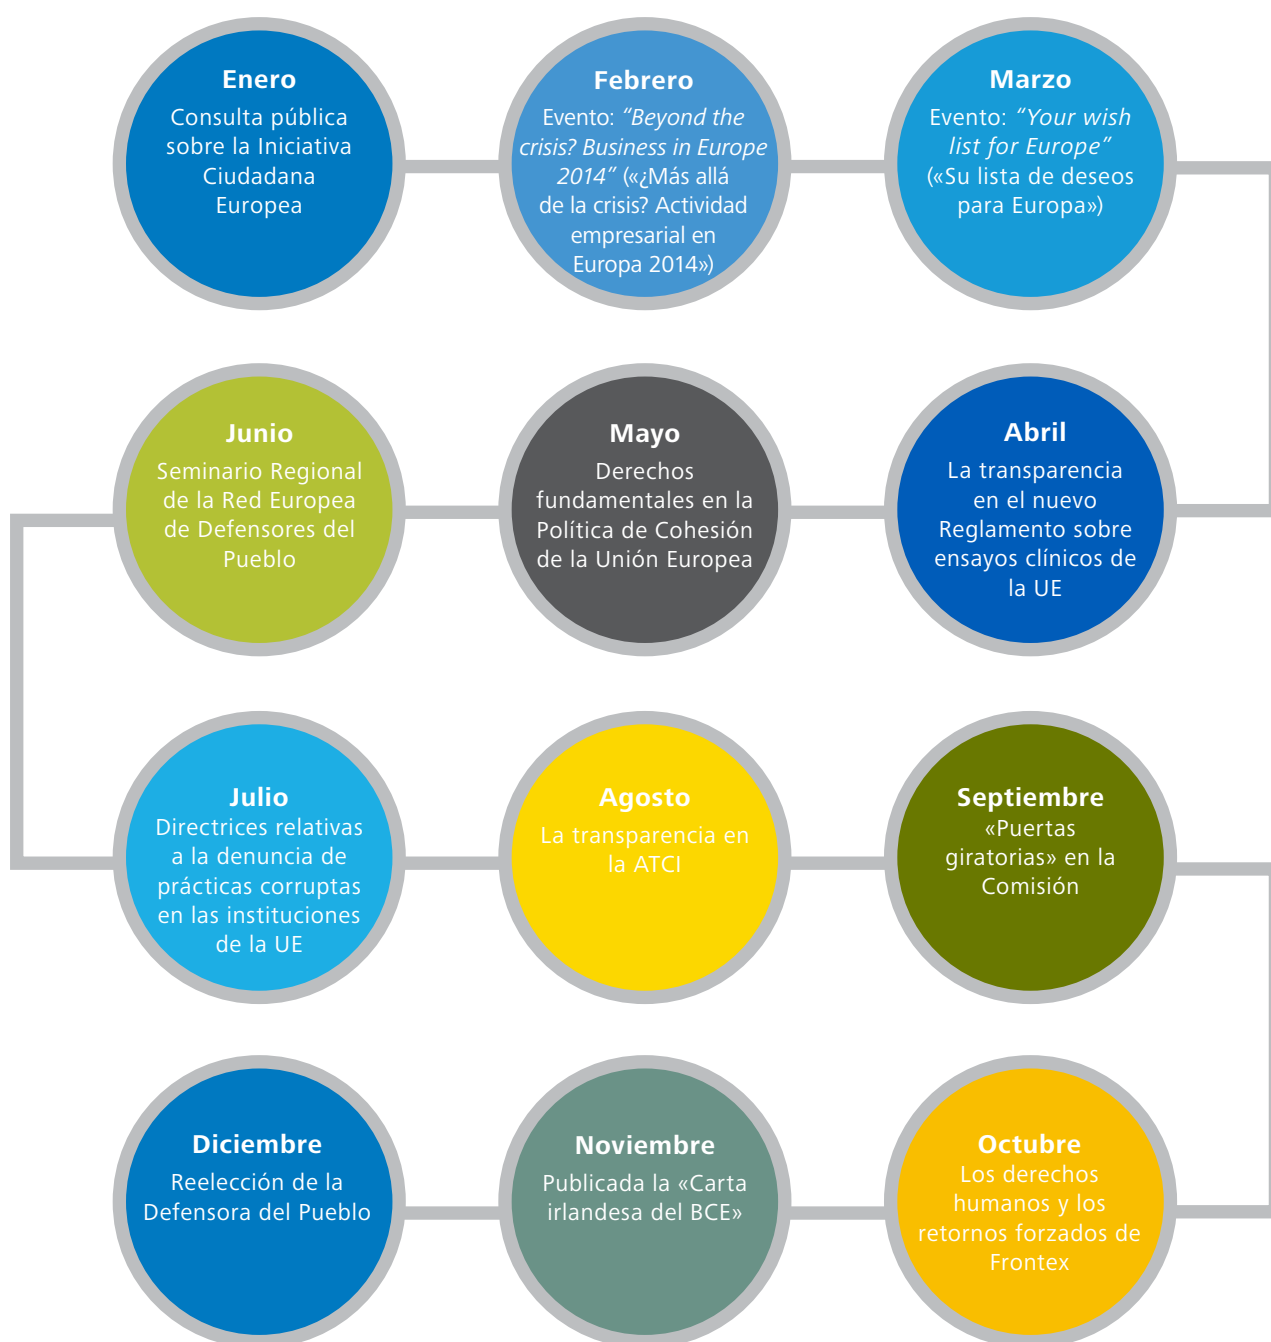 Enero
Consulta pública
sobre la Iniciativa
Ciudadana
Europea
Febrero
Evento: “Beyond the
crisis? Business in Europe
2014” («¿Más allá
de la crisis? Actividad
empresarial en
Europa 2014»)
Marzo
Evento: “Your wish
list for Europe”
(«Su lista de deseos
para Europa»)
Abril
La transparencia
en el nuevo
Reglamento sobre
ensayos clínicos de
la UE
Mayo
Derechos
fundamentales en la
Política de Cohesión
de la Unión Europea
Junio
Seminario Regional
de la Red Europea
de Defensores del
Pueblo
Julio
Directrices relativas
a la denuncia de
prácticas corruptas
en las instituciones
de la UE
Agosto
La transparencia en
la ATCI
Septiembre
«Puertas
giratorias» en la
Comisión
Octubre
Los derechos
humanos y los
retornos forzados de
Frontex
Noviembre
Publicada la «Carta
irlandesa del BCE»
Diciembre
Reelección de la
Defensora del Pueblo